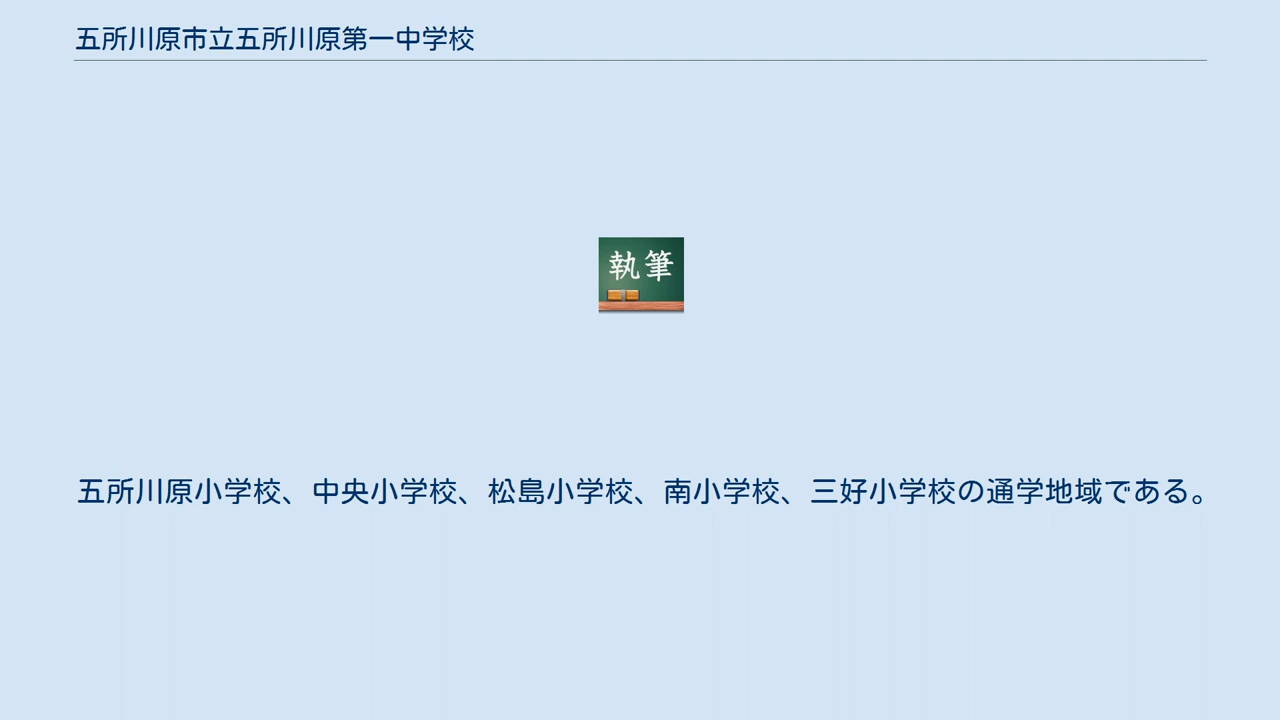 五所川原市立五所川原第一中学校
執筆
五所川原小学校、中央小学校、松島小学校、南小学校、三好小学校の通学地域である。